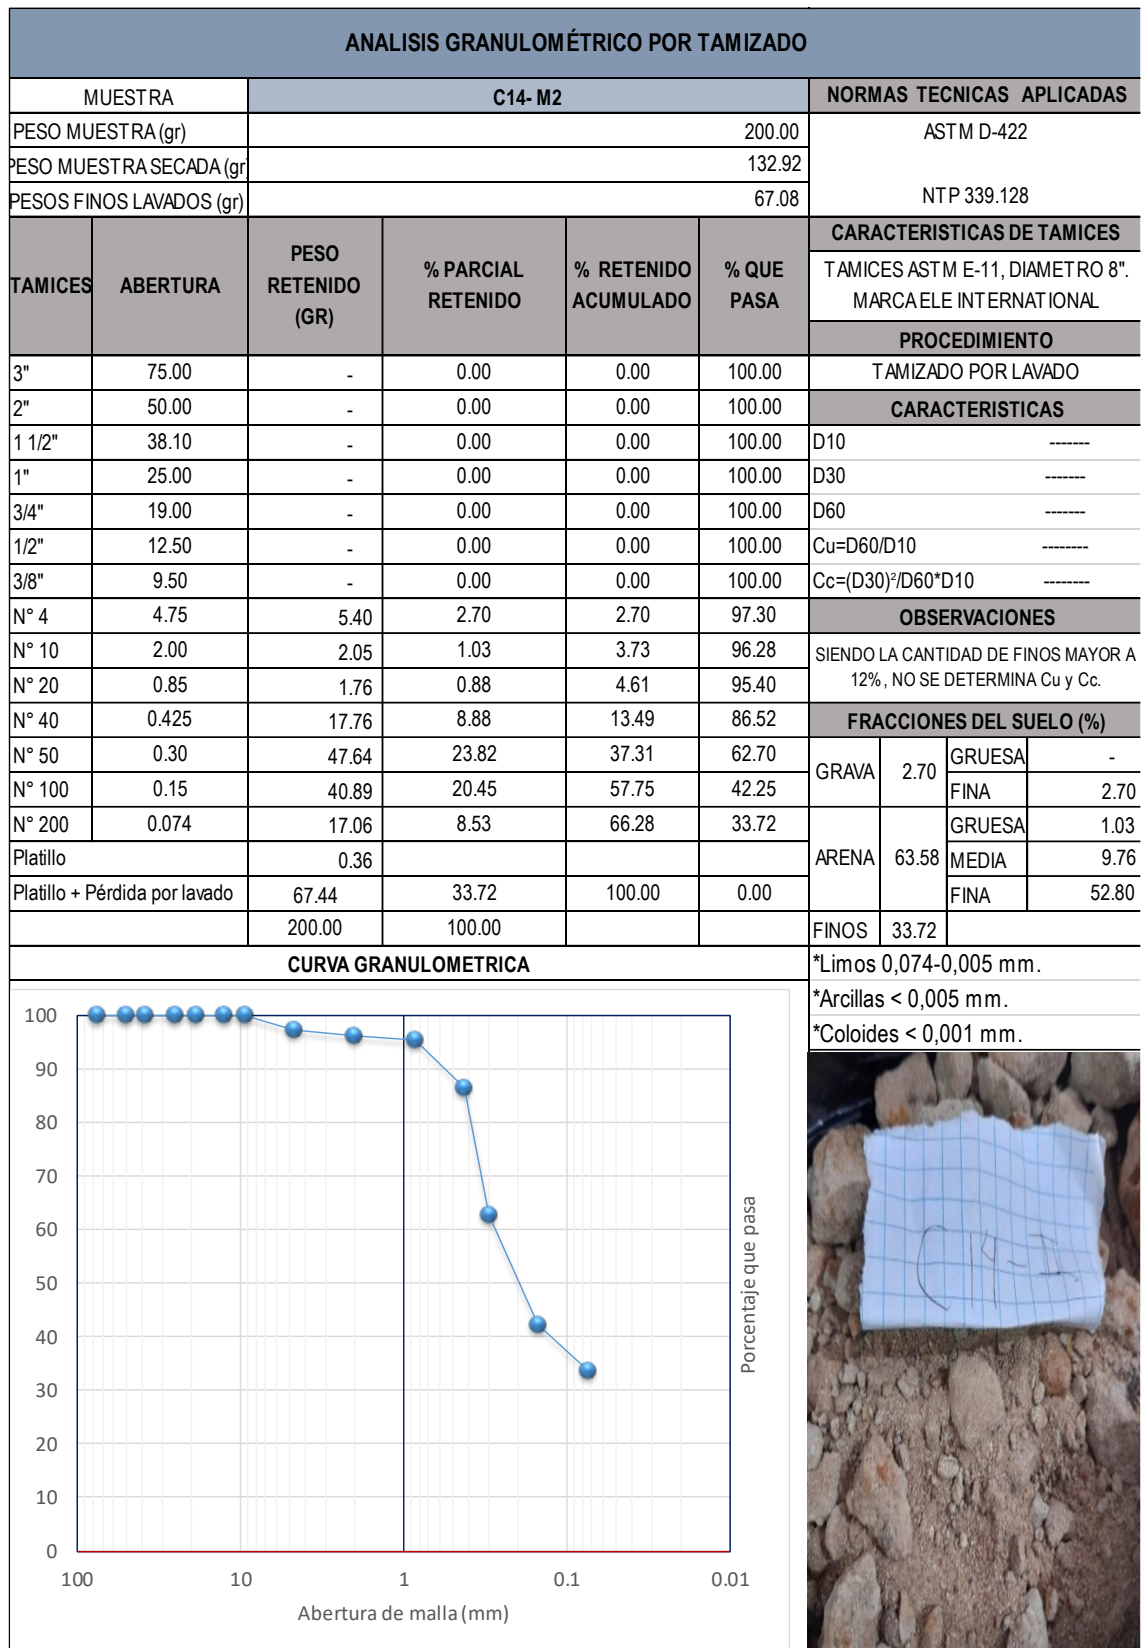 ANALISIS GRANULOMÉTRICO POR TAMIZADO
MUESTRA C14- M2 NORMAS TECNICAS APLICADAS
PESO MUESTRA (gr) 200.00 ASTM D-422
PESO MUESTRA SECADA (gr) 132.92
PESOS FINOS LAVADOS (gr) 67.08 NTP 339.128
TAMICES ABERTURA PESO RETENIDO (GR) % PARCIAL RETENIDO % RETENIDO ACUMULADO % QUE PASA
CARACTERISTICAS DE TAMICES
TAMICES ASTM E-11, DIAMETRO 8".
MARCA ELE INTERNATIONAL
PROCEDIMIENTO
3" 75.00 - 0.00 0.00 100.00 TAMIZADO POR LAVADO
2" 50.00 - 0.00 0.00 100.00 CARACTERISTICAS
1 1/2" 38.10 - 0.00 0.00 100.00 D10 -------
1" 25.00 - 0.00 0.00 100.00 D30 -------
3/4" 19.00 - 0.00 0.00 100.00 D60 -------
1/2" 12.50 - 0.00 0.00 100.00 Cu=D60/D10 --------
3/8" 9.50 - 0.00 0.00 100.00 Cc=(D30)²/D60*D10 --------
N° 4 4.75 5.40 2.70 2.70 97.30 OBSERVACIONES
N° 10 2.00 2.05 1.03 3.73 96.28 SIENDO LA CANTIDAD DE FINOS MAYOR A
N° 20 0.85 1.76 0.88 4.61 95.40 12%, NO SE DETERMINA Cu y Cc.
N° 40 0.425 17.76 8.88 13.49 86.52 FRACCIONES DEL SUELO (%)
N° 50 0.30 47.64 23.82 37.31 62.70 GRAVA 2.70 GRUESA -
N° 100 0.15 40.89 20.45 57.75 42.25 FINA 2.70
N° 200 0.074 17.06 8.53 66.28 33.72 GRUESA 1.03
Platillo 0.36 ARENA 63.58 MEDIA 9.76
Platillo + Pérdida por lavado 67.44 33.72 100.00 0.00 FINA 52.80
200.00 100.00 FINOS 33.72
CURVA GRANULOMETRICA *Limos 0,074-0,005 mm.
*Arcillas < 0,005 mm.
*Coloides < 0,001 mm.
100
90
80
70
60
50
40
30
20
10
0
100 10 1 0.1 0.01
Abertura de malla (mm)
Porcentaje que pasa